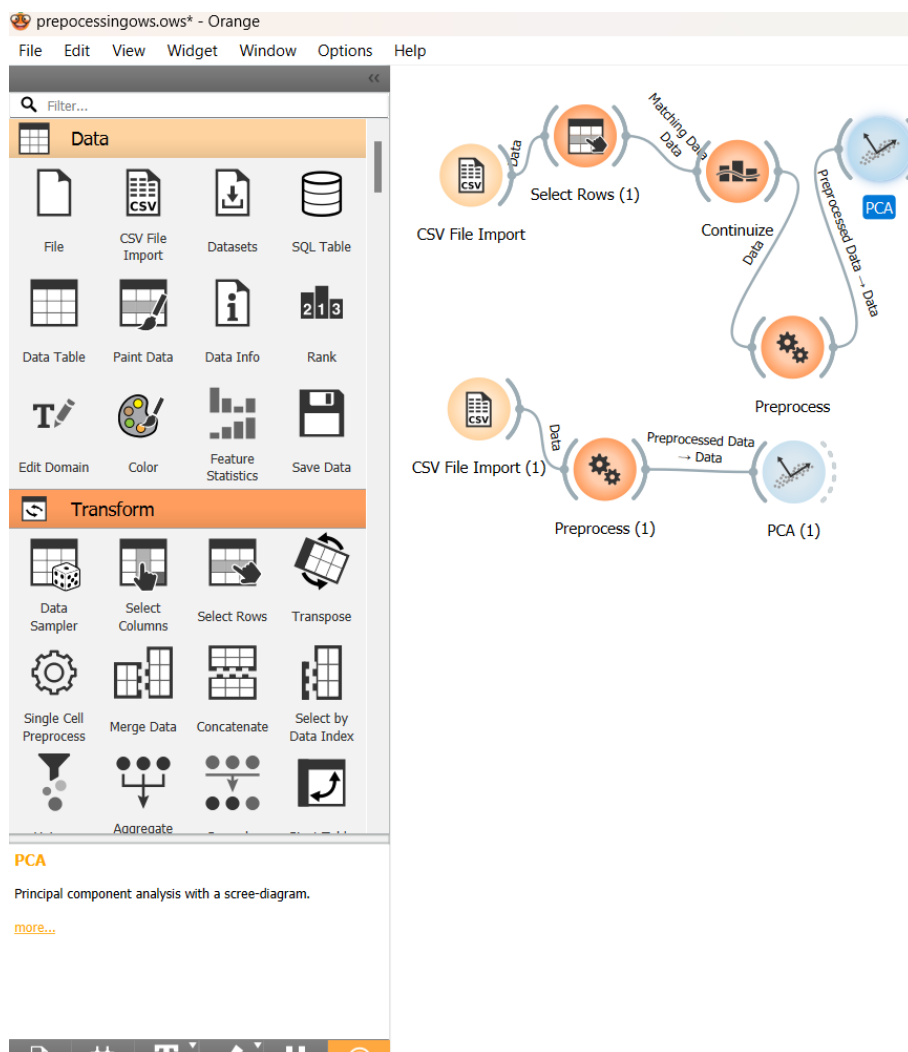 prepocessingows.ows* - Orange
File Edit View Widget Window Options Help
Filter...
Data
File
CSV File
Import
Datasets
SQL Table
Data Table
Paint Data
Data Info
Rank
Edit Domain
Color
Feature
Statistics
Save Data
Transform
Data
Sampler
Select
Columns
Select Rows
Transpose
Single Cell
Preprocess
Merge Data
Concatenate
Select by
Data Index
Aggregate
PCA
Principal component analysis with a scree-diagram.
more...
CSV File Import
Data
Select Rows (1)
Matching Data
Data
Continuize
Data
Preprocess
Preprocessed Data → Data
PCA
CSV File Import (1)
Data
Preprocess (1)
Preprocessed Data
→ Data
PCA (1)